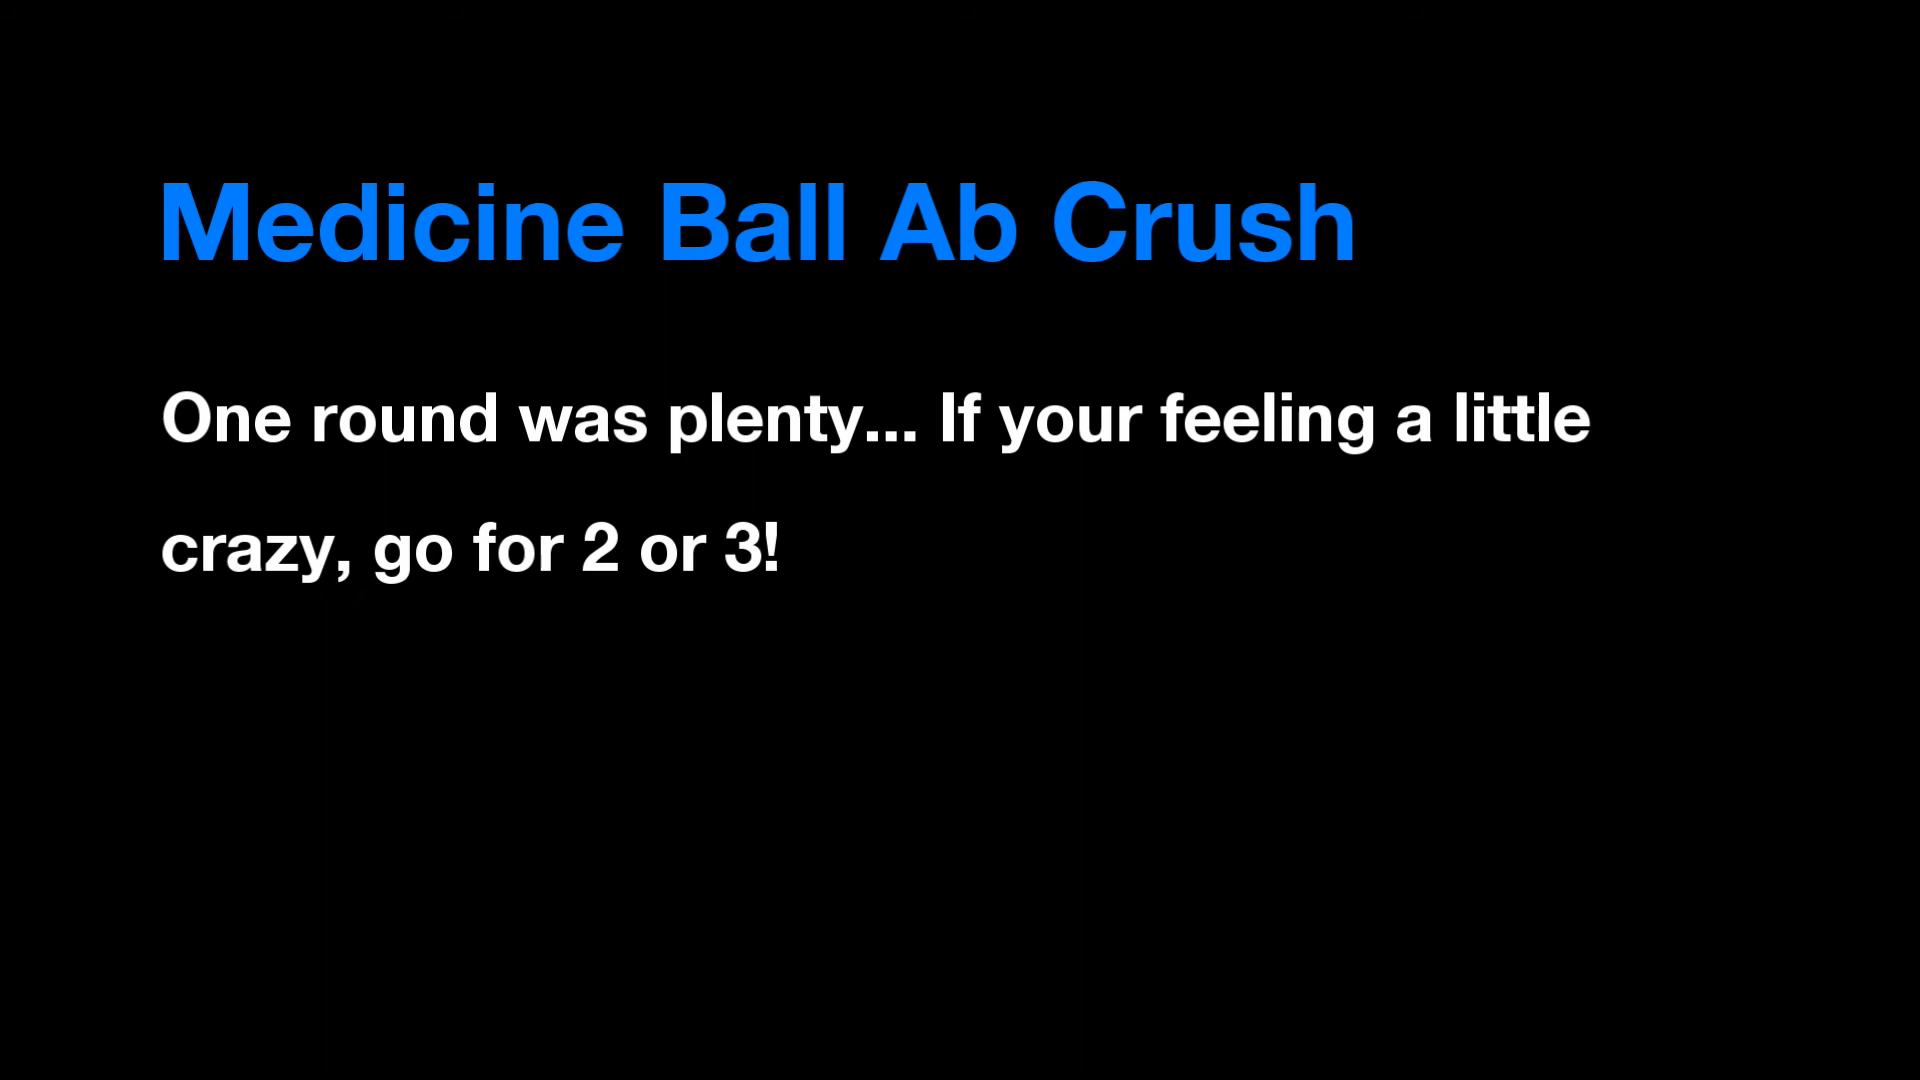 Medicine Ball Ab Crush
One round was plenty... If your feeling a little
crazy, go for 2 or 3!